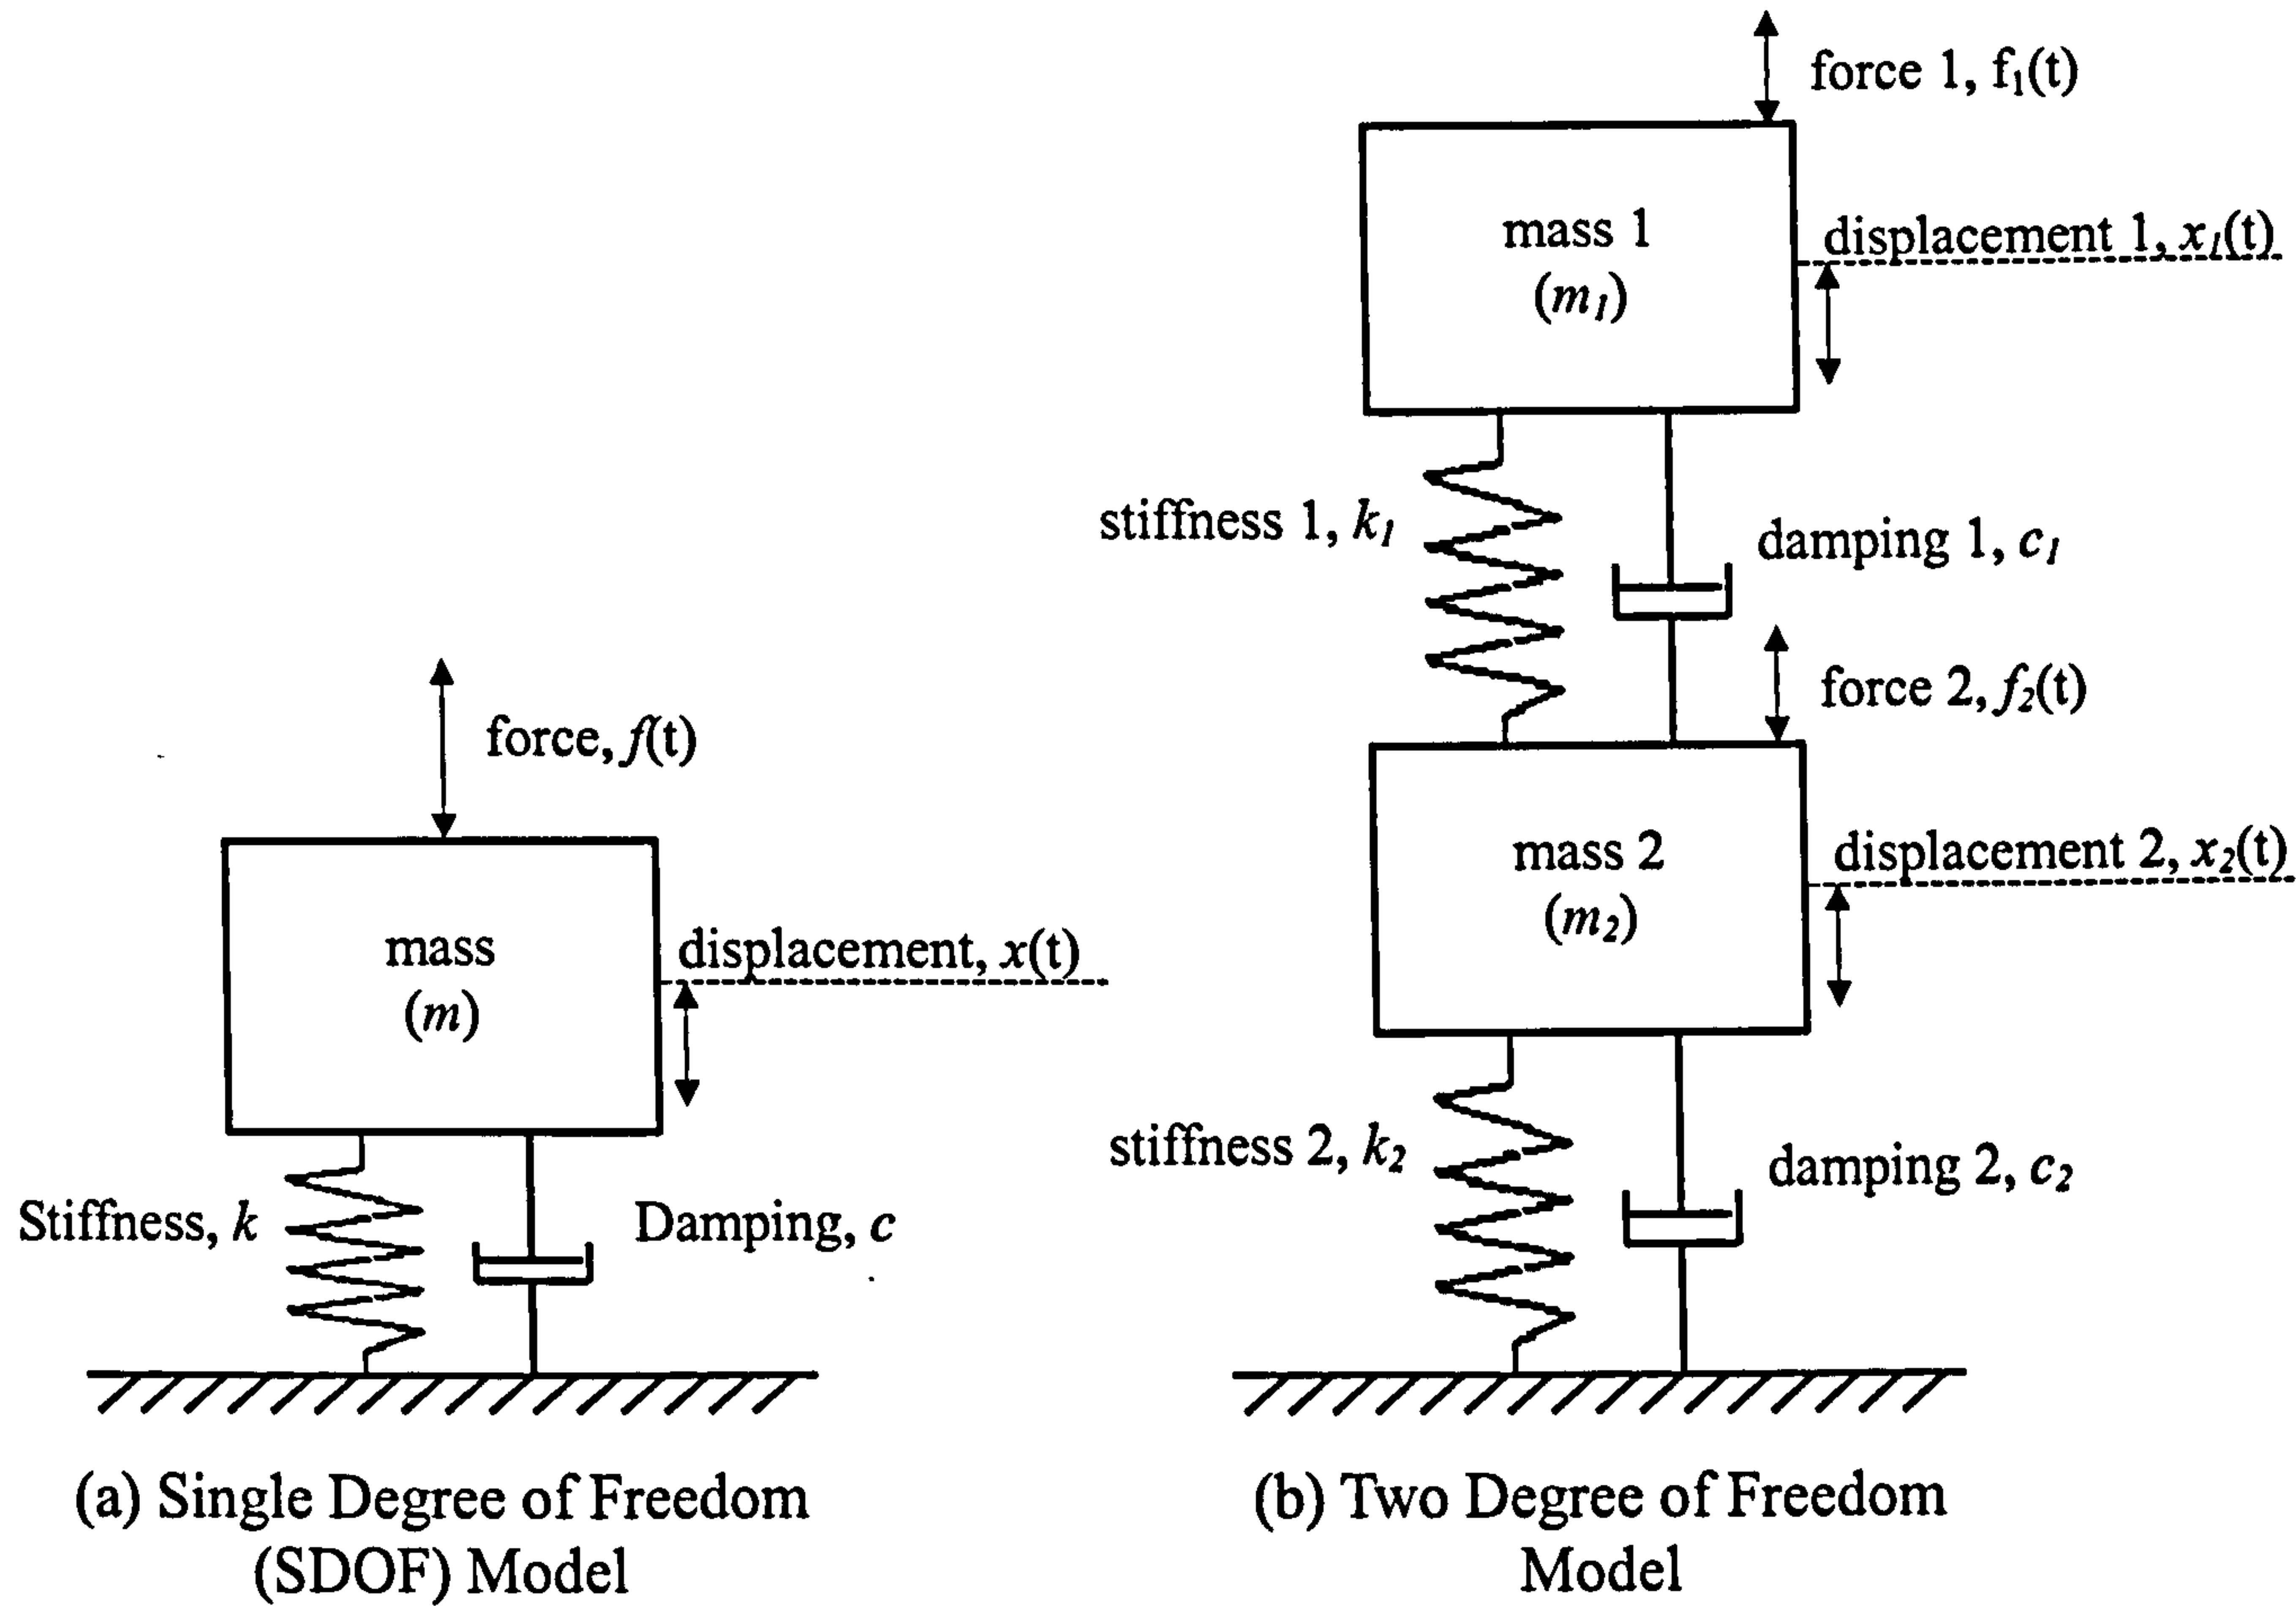 force, f(t)
mass
(m)
displacement, x(t)
Stiffness, k
Damping, c
(a) Single Degree of Freedom
(SDOF) Model
force 1, f₁(t)
mass 1
(m₁)
displacement 1, x₁(t)
stiffness 1, k₁
damping 1, c₁
force 2, f₂(t)
mass 2
(m₂)
displacement 2, x₂(t)
stiffness 2, k₂
damping 2, c₂
(b) Two Degree of Freedom
Model